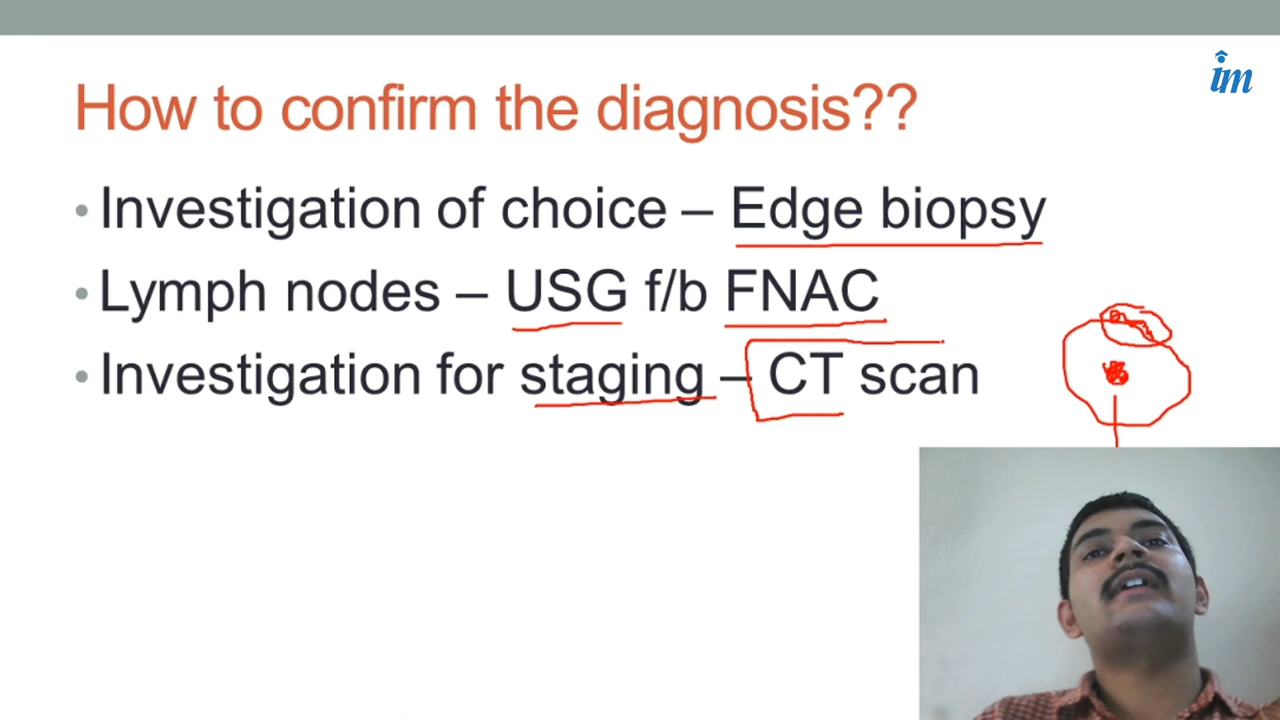 im
How to confirm the diagnosis??
• Investigation of choice – Edge biopsy
• Lymph nodes – USG f/b FNAC
• Investigation for staging – CT scan